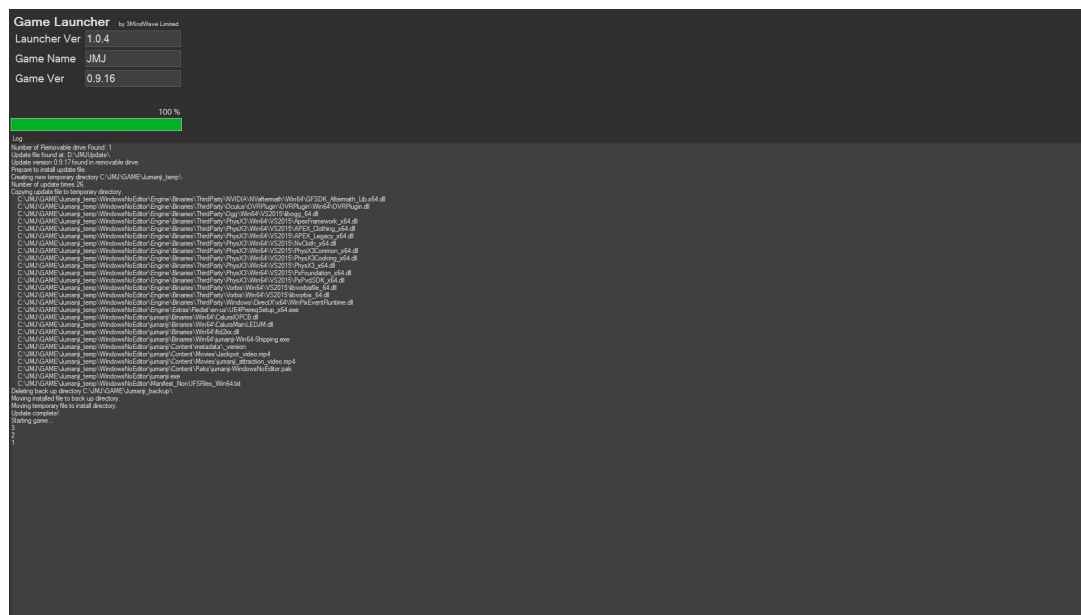 Game Launcher by 3MindWave Limited
Launcher Ver 1.0.4
Game Name JMJ
Game Ver 0.9.16
100 %
Log
Number of Removable drive Found: 1
Update file found at: D:\JMJUpdate\
Update version 0.9.17 found in removable drive.
Prepare to install update file.
Creating new temporary directory C:\JMJ\GAME\Jumanji_temp\
Number of update times 26.
Copying update file to temporary directory.
C:\JMJ\GAME\Jumanji_temp\WindowsNoEditor\Engine\Binaries\ThirdParty\NVIDIA\NVaftermath\Win64\GFSDK_Aftermath_Lib.x64.dll
C:\JMJ\GAME\Jumanji_temp\WindowsNoEditor\Engine\Binaries\ThirdParty\Oculus\OVRPlugin\OVRPlugin\Win64\OVRPlugin.dll
C:\JMJ\GAME\Jumanji_temp\WindowsNoEditor\Engine\Binaries\ThirdParty\Ogg\Win64\VS2015\libogg_64.dll
C:\JMJ\GAME\Jumanji_temp\WindowsNoEditor\Engine\Binaries\ThirdParty\PhysX3\Win64\VS2015\ApexFramework_x64.dll
C:\JMJ\GAME\Jumanji_temp\WindowsNoEditor\Engine\Binaries\ThirdParty\PhysX3\Win64\VS2015\APEX_Clothing_x64.dll
C:\JMJ\GAME\Jumanji_temp\WindowsNoEditor\Engine\Binaries\ThirdParty\PhysX3\Win64\VS2015\APEX_Legacy_x64.dll
C:\JMJ\GAME\Jumanji_temp\WindowsNoEditor\Engine\Binaries\ThirdParty\PhysX3\Win64\VS2015\NvCloth_x64.dll
C:\JMJ\GAME\Jumanji_temp\WindowsNoEditor\Engine\Binaries\ThirdParty\PhysX3\Win64\VS2015\PhysX3Common_x64.dll
C:\JMJ\GAME\Jumanji_temp\WindowsNoEditor\Engine\Binaries\ThirdParty\PhysX3\Win64\VS2015\PhysX3Cooking_x64.dll
C:\JMJ\GAME\Jumanji_temp\WindowsNoEditor\Engine\Binaries\ThirdParty\PhysX3\Win64\VS2015\PhysX3_x64.dll
C:\JMJ\GAME\Jumanji_temp\WindowsNoEditor\Engine\Binaries\ThirdParty\PhysX3\Win64\VS2015\PxFoundation_x64.dll
C:\JMJ\GAME\Jumanji_temp\WindowsNoEditor\Engine\Binaries\ThirdParty\PhysX3\Win64\VS2015\PxPvdSDK_x64.dll
C:\JMJ\GAME\Jumanji_temp\WindowsNoEditor\Engine\Binaries\ThirdParty\Vorbis\Win64\VS2015\libvorbisfile_64.dll
C:\JMJ\GAME\Jumanji_temp\WindowsNoEditor\Engine\Binaries\ThirdParty\Vorbis\Win64\VS2015\libvorbis_64.dll
C:\JMJ\GAME\Jumanji_temp\WindowsNoEditor\Engine\Binaries\ThirdParty\Windows\DirectX\x64\WinPixEventRuntime.dll
C:\JMJ\GAME\Jumanji_temp\WindowsNoEditor\Engine\Extras\Redist\en-us\UE4PrereqSetup_x64.exe
C:\JMJ\GAME\Jumanji_temp\WindowsNoEditor\jumanji\Binaries\Win64\CaluraIOPCB.dll
C:\JMJ\GAME\Jumanji_temp\WindowsNoEditor\jumanji\Binaries\Win64\CaluraMainLEDJM.dll
C:\JMJ\GAME\Jumanji_temp\WindowsNoEditor\jumanji\Binaries\Win64\ftd2xx.dll
C:\JMJ\GAME\Jumanji_temp\WindowsNoEditor\jumanji\Binaries\Win64\jumanji-Win64-Shipping.exe
C:\JMJ\GAME\Jumanji_temp\WindowsNoEditor\jumanji\Content\metadata\_version
C:\JMJ\GAME\Jumanji_temp\WindowsNoEditor\jumanji\Content\Movies\Jackpot_video.mp4
C:\JMJ\GAME\Jumanji_temp\WindowsNoEditor\jumanji\Content\Movies\jumanji_attraction_video.mp4
C:\JMJ\GAME\Jumanji_temp\WindowsNoEditor\jumanji\Content\Paks\jumanji-WindowsNoEditor.pak
C:\JMJ\GAME\Jumanji_temp\WindowsNoEditor\jumanji.exe
C:\JMJ\GAME\Jumanji_temp\WindowsNoEditor\Manifest_NonUFSFiles_Win64.txt
Deleting back up directory C:\JMJ\GAME\Jumanji_backup\
Moving installed file to back up directory.
Moving temporary file to install directory.
Update complete!
Starting game...
3
2
1